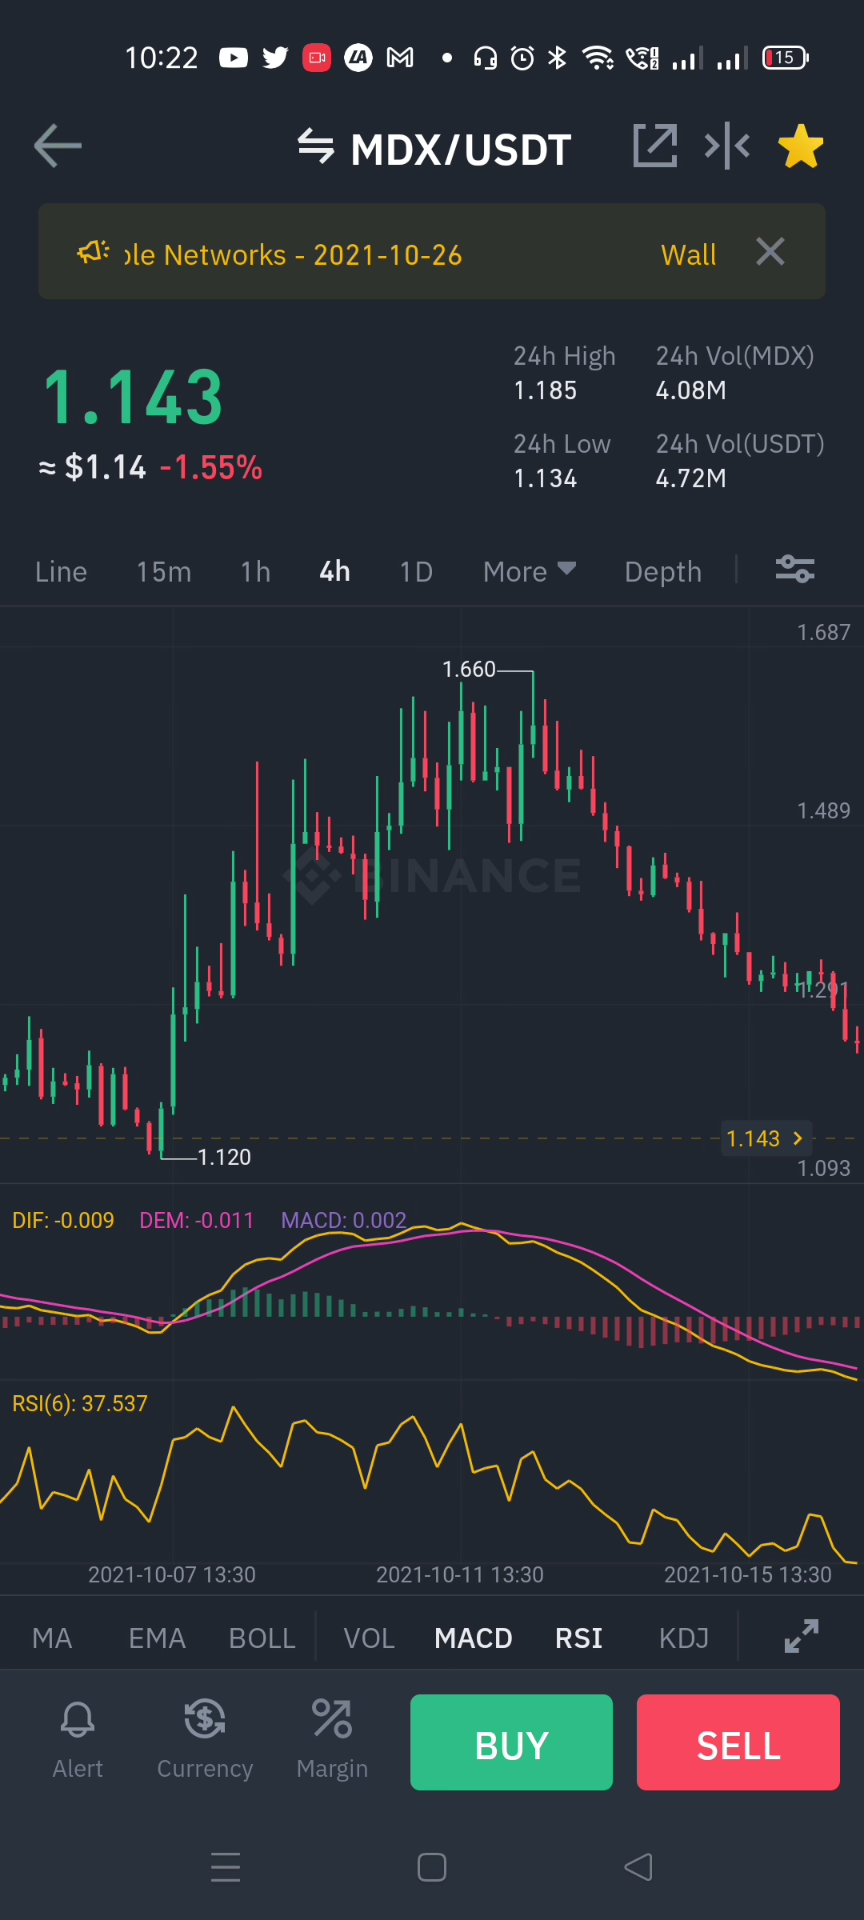 10:22
15
MDX/USDT
ple Networks - 2021-10-26 Wall
1.143
≈ $1.14 -1.55%
24h High
1.185
24h Vol(MDX)
4.08M
24h Low
1.134
24h Vol(USDT)
4.72M
Line 15m 1h 4h 1D More Depth
1.687
1.660
1.489
BINANCE
1.291
1.143
1.120
1.093
DIF: -0.009 DEM: -0.011 MACD: 0.002
RSI(6): 37.537
2021-10-07 13:30 2021-10-11 13:30 2021-10-15 13:30
MA EMA BOLL VOL MACD RSI KDJ
Alert Currency Margin BUY SELL